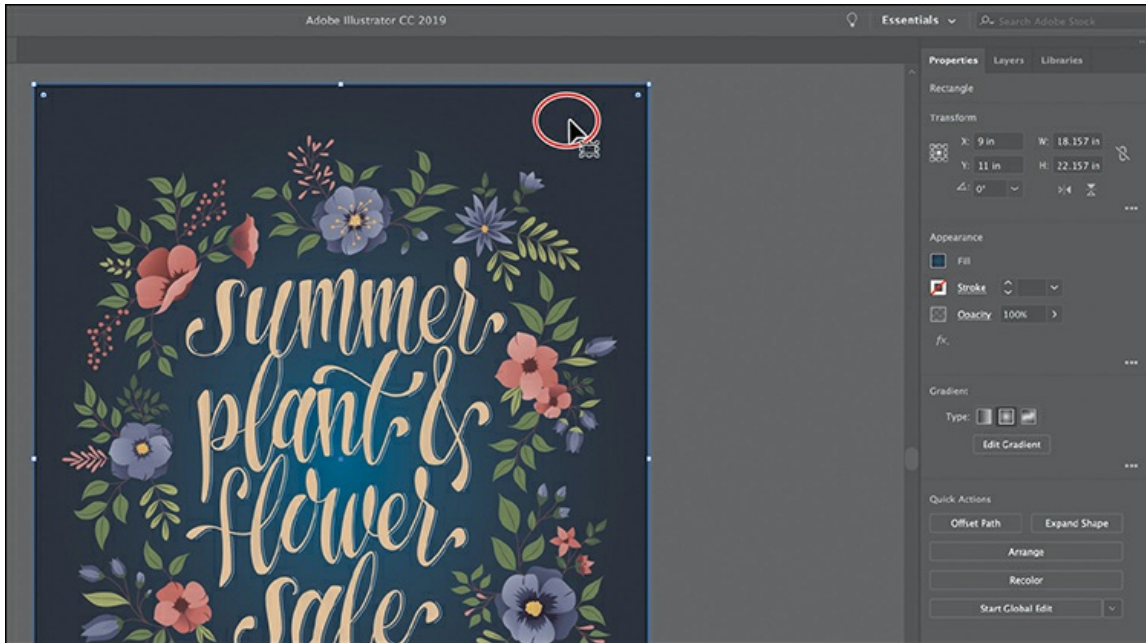 Adobe Illustrator CC 2019
Essentials
Search Adobe Stock
Properties Layers Libraries
Rectangle
Transform
X: 9 in W: 18.157 in
Y: 11 in H: 22.157 in
0°
Appearance
Fill
Stroke
Opacity 100%
fx.
Gradient
Type:
Edit Gradient
Quick Actions
Offset Path Expand Shape
Arrange
Recolor
Start Global Edit
summer
plant &
flower
sale